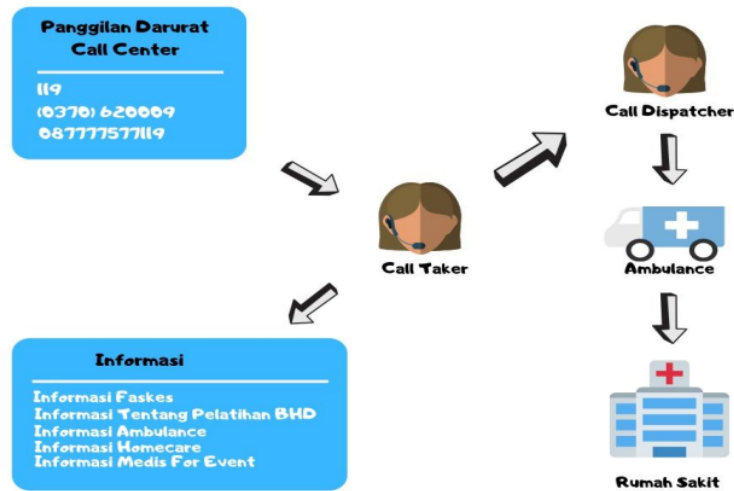 Panggilan Darurat
Call Center
119
(0370) 620009
087777577119
Call Taker
Call Dispatcher
Ambulance
Rumah Sakit
Informasi
Informasi Faskes
Informasi Tentang Pelatihan BHD
Informasi Ambulance
Informasi Homecare
Informasi Medis For Event